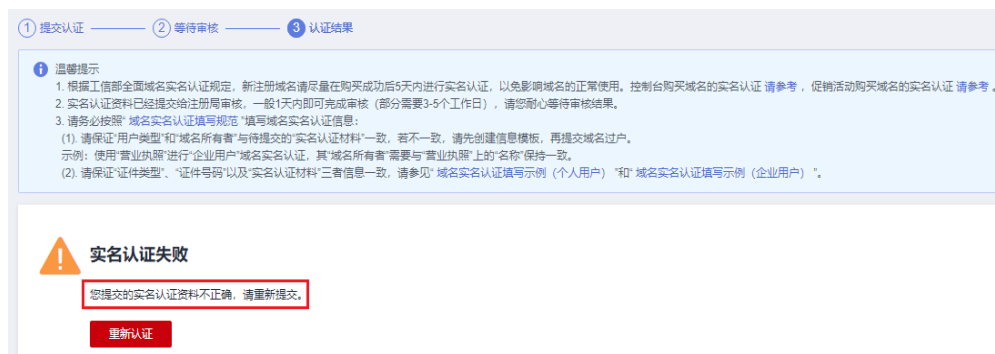 1 提交认证 2 等待审核 3 认证结果
温馨提示
1. 根据工信部全面域名实名认证规定，新注册域名请尽量在购买成功后5天内进行实名认证，以免影响域名的正常使用。控制台购买域名的实名认证 请参考 ，促销活动购买域名的实名认证 请参考 。
2. 实名认证资料已经提交给注册局审核，一般1天内即可完成审核（部分需要3-5个工作日），请您耐心等待审核结果。
3. 请务必按照“ 域名实名认证填写规范 ”填写域名实名认证信息：
(1). 请保证“用户类型”和“域名所有者”与待提交的“实名认证材料”一致，若不一致，请先创建信息模板，再提交域名过户。
示例：使用“营业执照”进行“企业用户”域名实名认证，其“域名所有者”需要与“营业执照”上的“名称”保持一致。
(2). 请保证“证件类型”、“证件号码”以及“实名认证材料”三者信息一致，请参见“ 域名实名认证填写示例（个人用户） ”和“ 域名实名认证填写示例（企业用户） ”。
实名认证失败
您提交的实名认证资料不正确，请重新提交。
重新认证